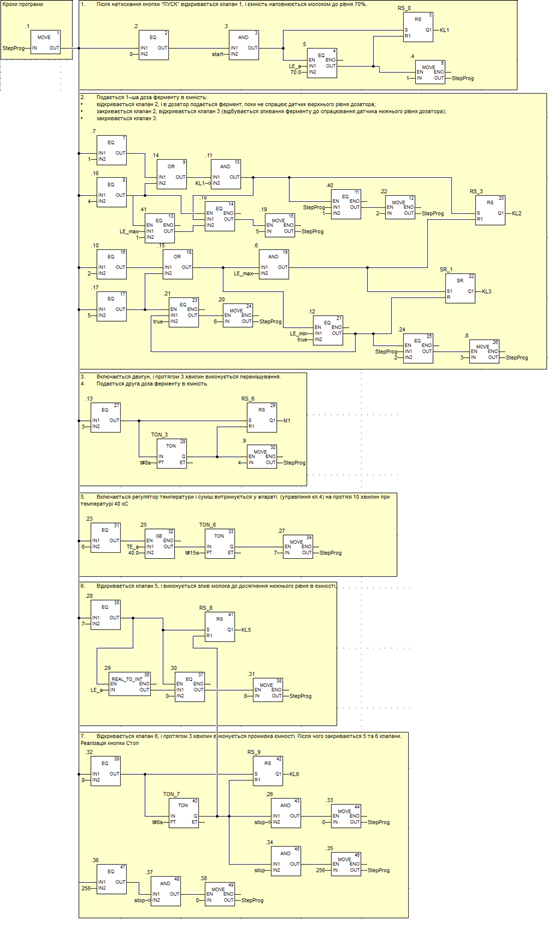 Кроки програми
.1
MOVE
1
StepProg
IN OUT
1. Після натискання кнопки "ПУСК" відкривається клапан 1, і ємність наповнюється молоком до рівня 70%.
.2
EQ
2
IN1 OUT
0 IN2
.3
AND
3
IN1 OUT
start IN2
RS_0
RS
5
S Q1 KL1
R1
.5
EQ
4
EN ENO
LE_a IN1 OUT
70.0 IN2
.4
MOVE
6
EN ENO
1 IN OUT StepProg
2. Подається 1–ша доза ферменту в ємність:
• відкривається клапан 2, і в дозатор подається фермент, поки не спрацює датчик верхнього рівня дозатора;
• закривається клапан 2, відкривається клапан 3 (відбувається зливання ферменту до спрацювання датчика нижнього рівня дозатора);
• закривається клапан 3.
.7
EQ
7
IN1 OUT
1 IN2
.14
OR
9
IN1 OUT
IN2
.11
AND
10
IN1 OUT
KL1 IN2
.16
EQ
8
IN1 OUT
4 IN2
.40
EQ
11
EN ENO
StepProg IN1 OUT
1 IN2
.22
MOVE
12
EN ENO
2 IN OUT StepProg
RS_3
RS
20
S Q1 KL2
R1
.41
EQ
13
EN ENO
LE_max IN1 OUT
1 IN2
.18
EQ
14
EN ENO
IN1 OUT
IN2
.19
MOVE
15
EN ENO
5 IN OUT StepProg
.10
EQ
16
IN1 OUT
2 IN2
.15
OR
18
IN1 OUT
IN2
.6
AND
19
IN1 OUT
LE_max IN2
SR_1
SR
22
S1 Q1 KL3
R
.17
EQ
17
IN1 OUT
5 IN2
.21
EQ
23
EN ENO
true IN1 OUT
IN2
.20
MOVE
24
EN ENO
6 IN OUT StepProg
.12
EQ
21
EN ENO
LE_min IN1 OUT
true IN2
.24
EQ
25
EN ENO
StepProg IN1 OUT
2 IN2
.8
MOVE
26
EN ENO
3 IN OUT StepProg
3. Включається двигун, і протягом 3 хвилин виконується перемішування.
4. Подається друга доза ферменту в ємність.
.13
EQ
27
IN1 OUT
3 IN2
RS_6
RS
29
S Q1 M1
R1
TON_3
TON
28
IN Q
t#8s PT ET
.9
MOVE
30
EN ENO
4 IN OUT StepProg
5. Включається регулятор температури і суміш витримується у апараті (управління кл.4) на протязі 10 хвилин при
температурі 40 оС
.23
EQ
31
IN1 OUT
6 IN2
.25
GE
32
EN ENO
TE_a IN1 OUT
40.0 IN2
TON_6
TON
33
IN Q
t#15s PT ET
.27
MOVE
34
EN ENO
7 IN OUT StepProg
6. Відкривається клапан 5, і виконується злив молока до досягнення нижнього рівня в ємності.
.28
EQ
35
IN1 OUT
7 IN2
RS_8
RS
41
S Q1 KL5
R1
.29
REAL_TO_INT
36
EN ENO
LE_a IN OUT
.30
EQ
37
EN ENO
IN1 OUT
0 IN2
.31
MOVE
38
EN ENO
8 IN OUT StepProg
7. Відкривається клапан 6, і протягом 3 хвилин виконується промивка ємності. Після чого закриваються 5 та 6 клапани.
Реалізація кнопки Стоп
.32
EQ
39
IN1 OUT
8 IN2
RS_9
RS
42
S Q1 KL6
R1
TON_7
TON
40
IN Q
t#8s PT ET
.26
AND
43
IN1 OUT
stop IN2
.33
MOVE
44
EN ENO
0 IN OUT StepProg
.34
AND
45
IN1 OUT
stop IN2
.35
MOVE
46
EN ENO
256 IN OUT StepProg
.36
EQ
47
IN1 OUT
256 IN2
.37
AND
48
IN1 OUT
stop IN2
.38
MOVE
49
EN ENO
0 IN OUT StepProg